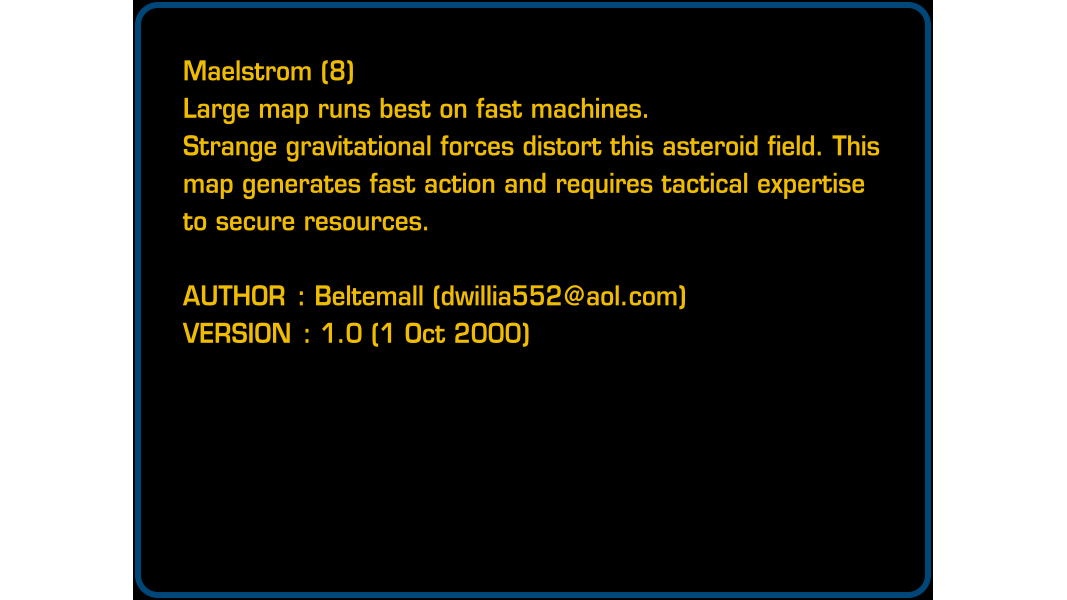 Maelstrom (8)
Large map runs best on fast machines.
Strange gravitational forces distort this asteroid field. This
map generates fast action and requires tactical expertise
to secure resources.
AUTHOR : Beltemall (dwillia552@aol.com)
VERSION : 1.0 (1 Oct 2000)